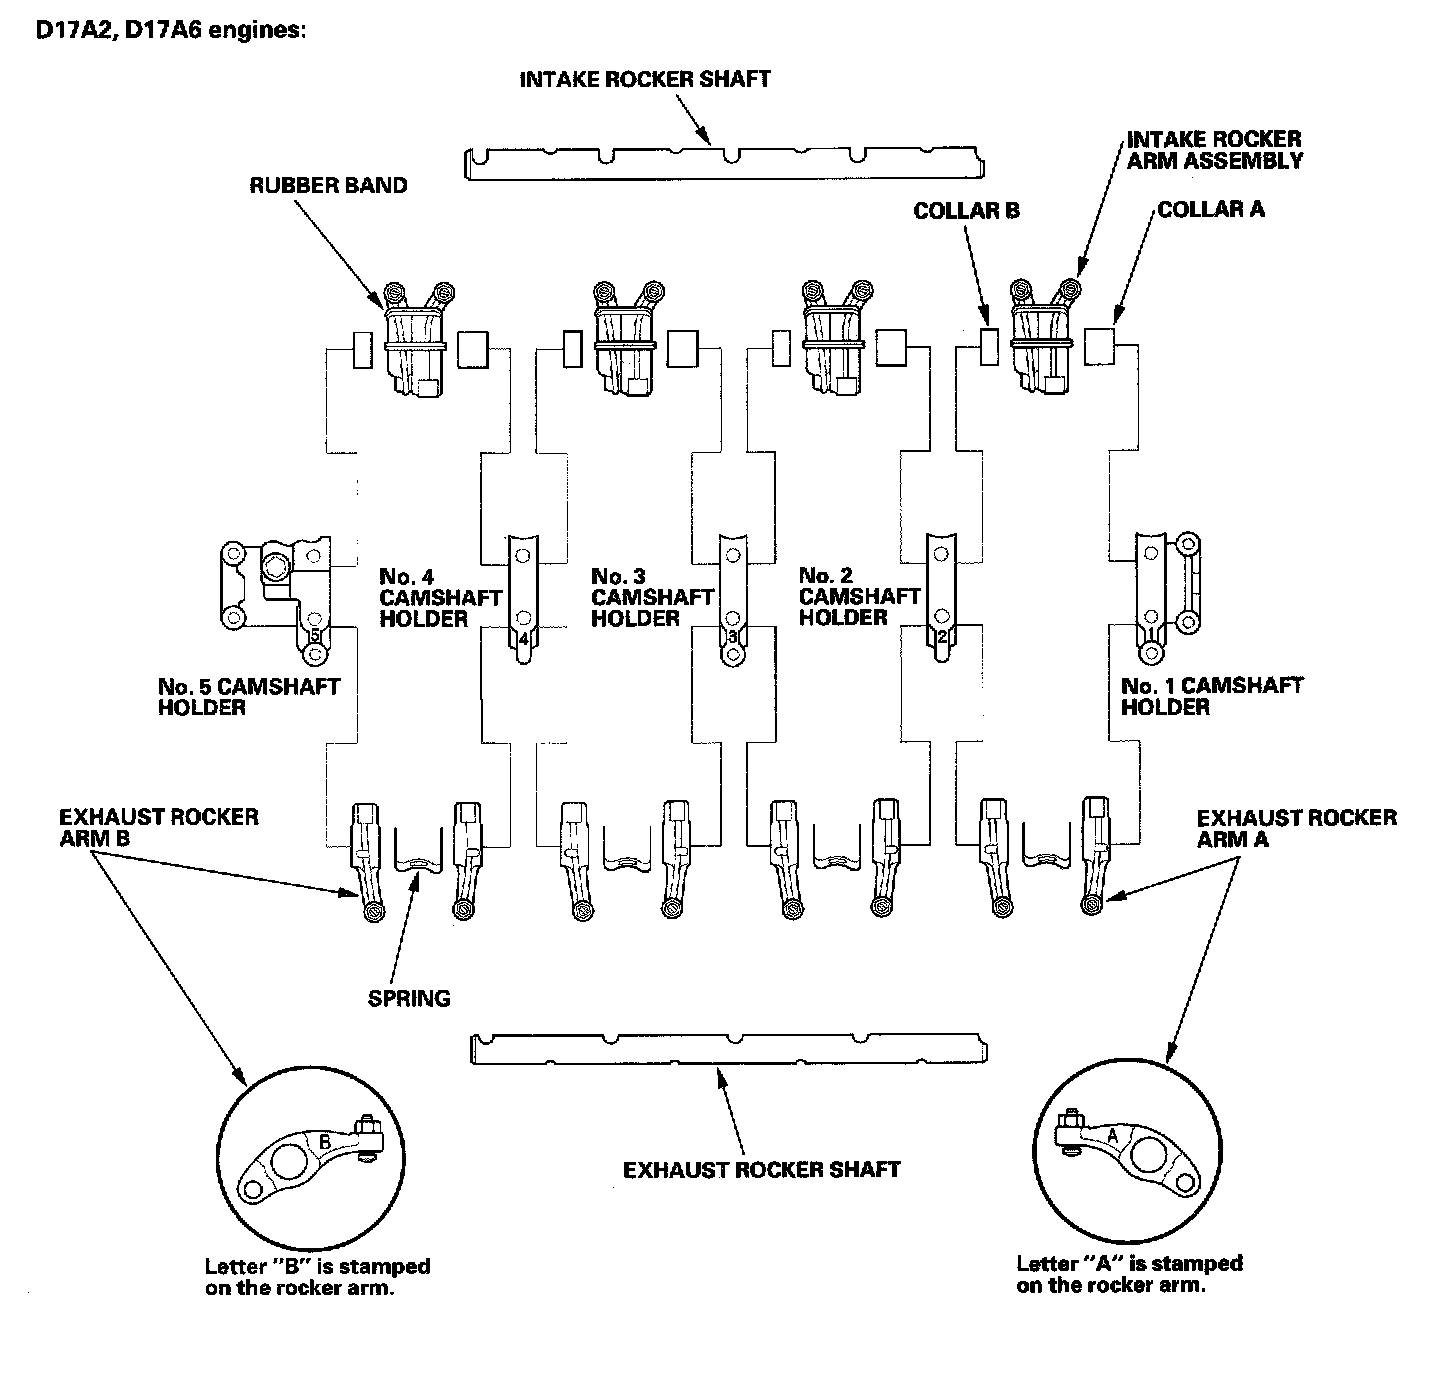 D17A2, D17A6 engines:
INTAKE ROCKER SHAFT
INTAKE ROCKER
ARM ASSEMBLY
RUBBER BAND
COLLAR B
COLLAR A
No. 4
CAMSHAFT
HOLDER
No. 3
CAMSHAFT
HOLDER
No. 2
CAMSHAFT
HOLDER
5
4
3
2
1
No. 5 CAMSHAFT
HOLDER
No. 1 CAMSHAFT
HOLDER
EXHAUST ROCKER
ARM B
EXHAUST ROCKER
ARM A
SPRING
EXHAUST ROCKER SHAFT
B
A
Letter "B" is stamped
on the rocker arm.
Letter "A" is stamped
on the rocker arm.